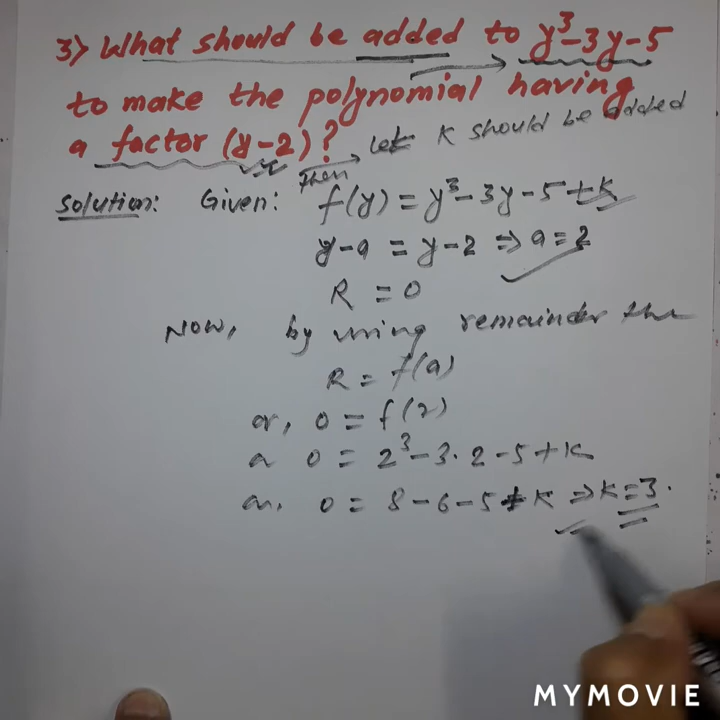 3) What should be added to y³-3y-5
to make the polynomial having
a factor (y-2)? let K should be added
then
Solution: Given: f(y) = y³-3y-5+k
y-a = y-2 ⇒ a=2
R = 0
Now, by using remainder the
R = f(a)
or, 0 = f(2)
0 = 2³-3.2-5+k
or, 0 = 8-6-5+k ⇒ k=3.
MYMOVIE